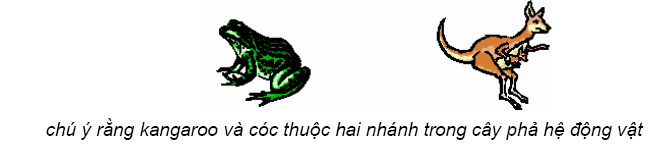 chú ý rằng kangaroo và cóc thuộc hai nhánh trong cây phả hệ động vật